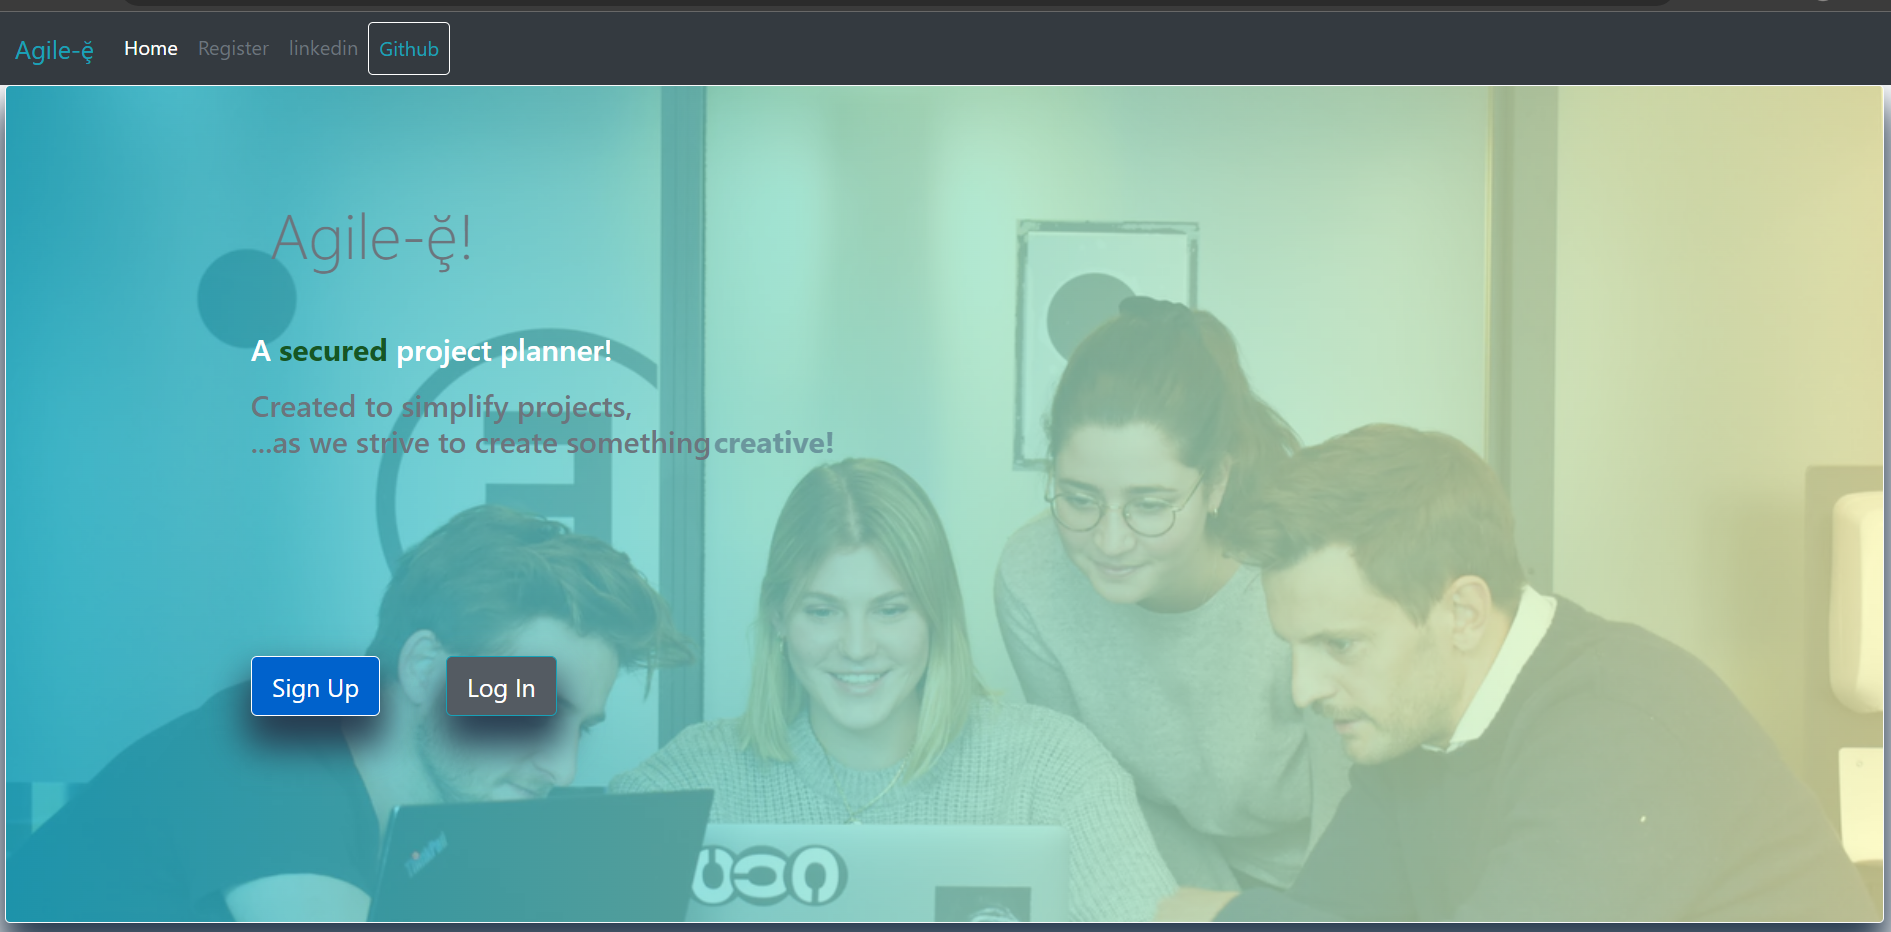 Agile-ḝ Home Register linkedin Github
Agile-ḝ!
A secured project planner!
Created to simplify projects,
...as we strive to create something creative!
Sign Up Log In
ThinkPad